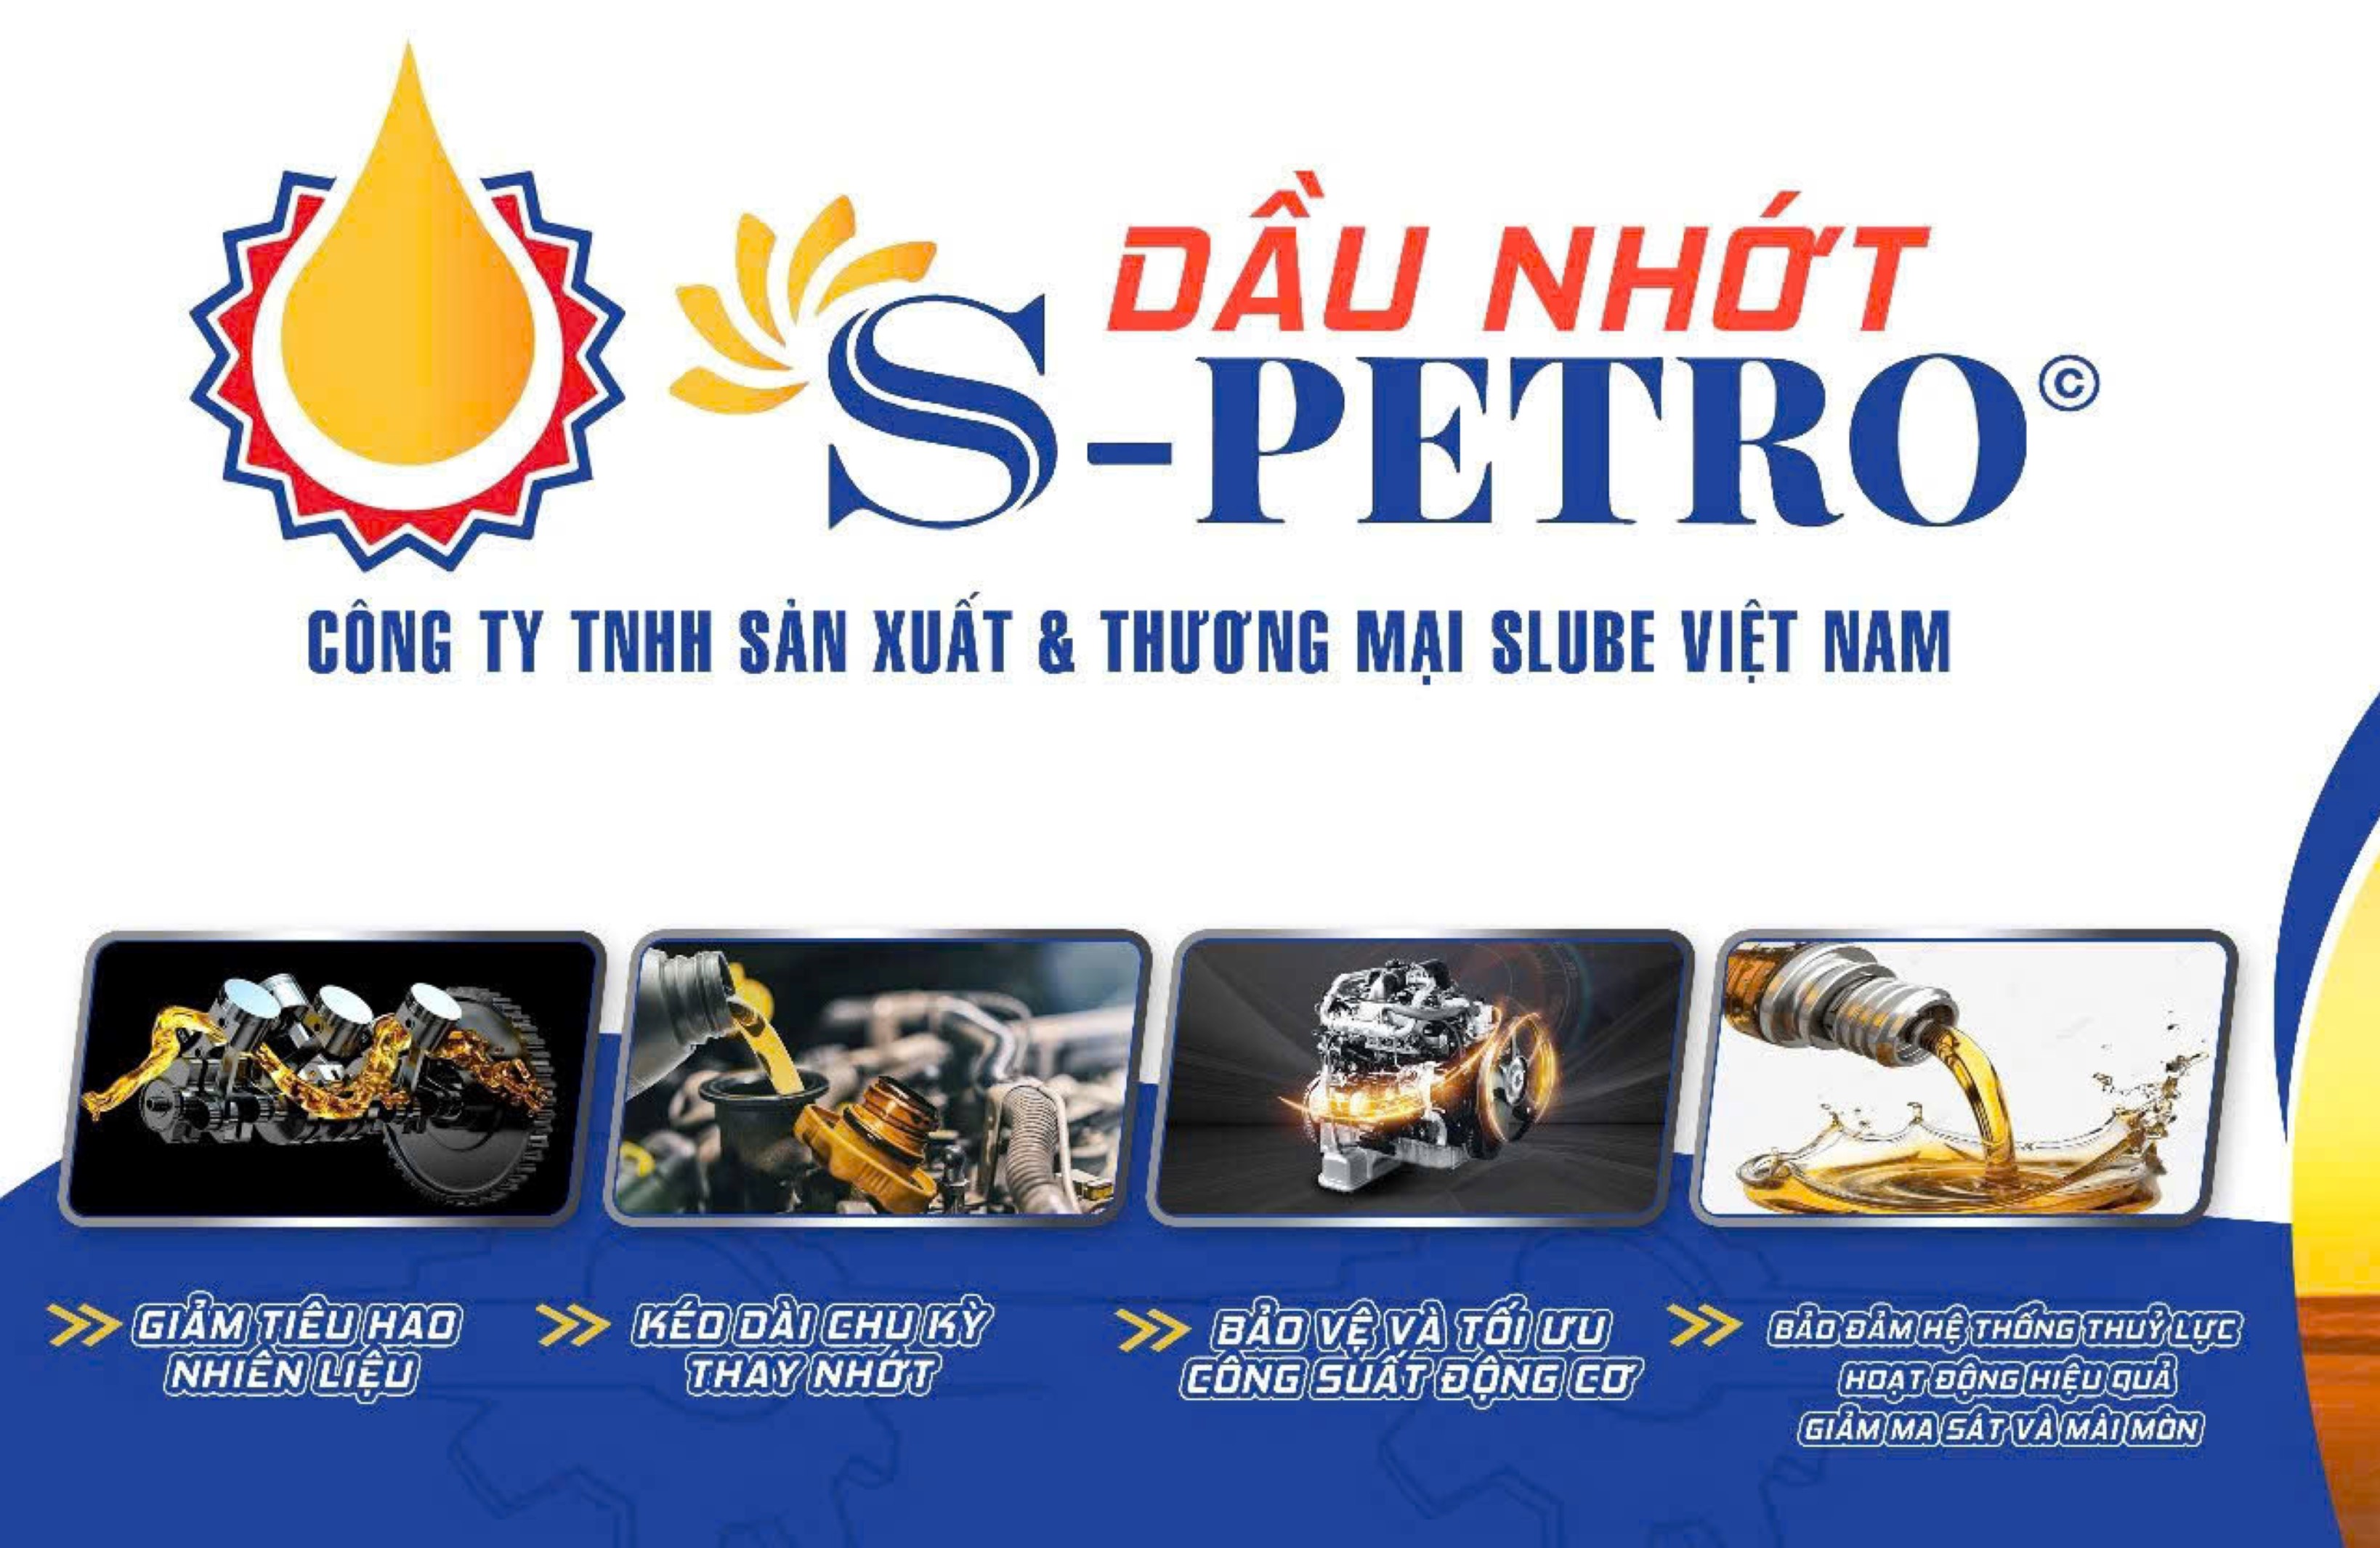 DẦU NHỚT
S-PETRO©
CÔNG TY TNHH SẢN XUẤT & THƯƠNG MẠI SLUBE VIỆT NAM
GIẢM TIÊU HAO
NHIÊN LIỆU
KÉO DÀI CHU KỲ
THAY NHỚT
BẢO VỆ VÀ TỐI ƯU
CÔNG SUẤT ĐỘNG CƠ
BẢO ĐẢM HỆ THỐNG THUỶ LỰC
HOẠT ĐỘNG HIỆU QUẢ
GIẢM MA SÁT VÀ MÀI MÒN